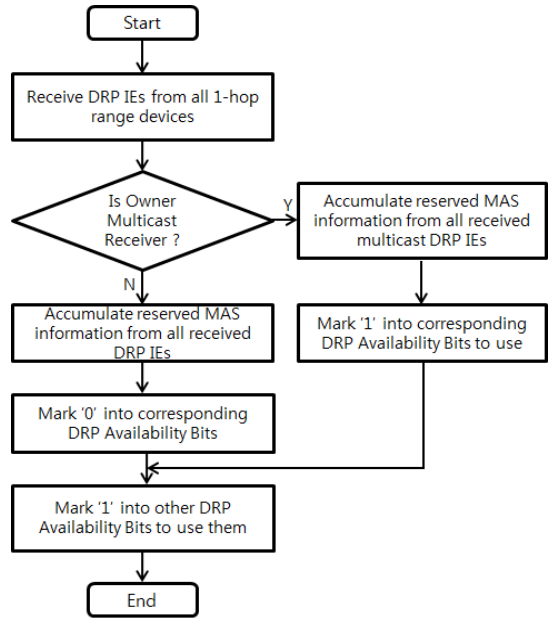 Start
Receive DRP IEs from all 1-hop
range devices
Is Owner
Multicast
Receiver ?
Y
Accumulate reserved MAS
information from all received
multicast DRP IEs
N
Accumulate reserved MAS
information from all received
DRP IEs
Mark '1' into corresponding
DRP Availability Bits to use
Mark '0' into corresponding
DRP Availability Bits
Mark '1' into other DRP
Availability Bits to use them
End